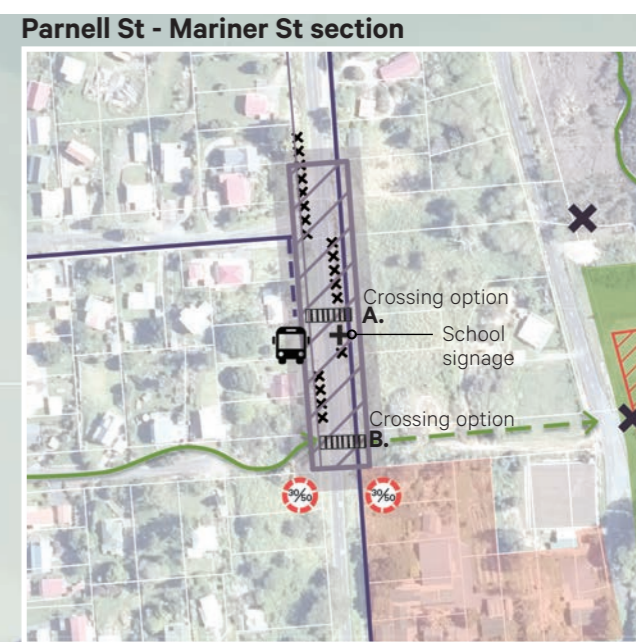 Parnell St - Mariner St section
Crossing option
A.
School
signage
Crossing option
B.
30/50
30/50